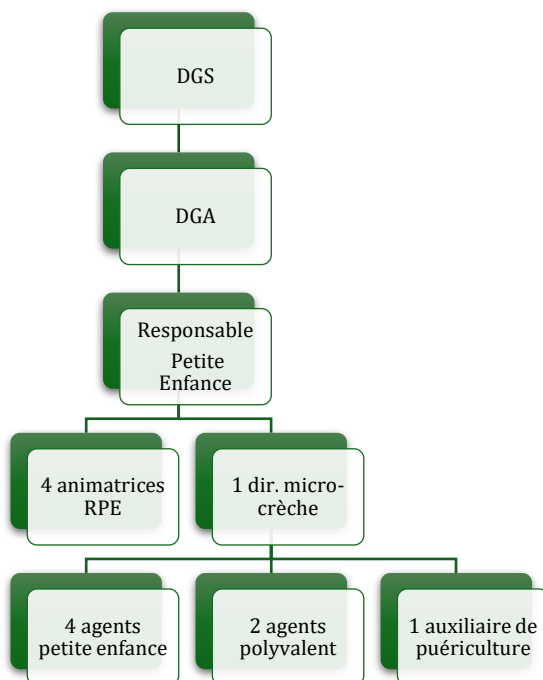 DGS
DGA
Responsable
Petite
Enfance
4 animatrices
RPE
1 dir. micro-
crèche
4 agents
petite enfance
2 agents
polyvalent
1 auxiliaire de
puériculture